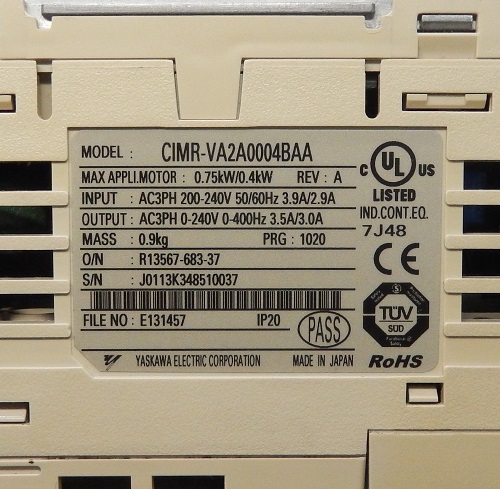 MODEL : CIMR-VA2A0004BAA
MAX APPLI.MOTOR : 0.75kW/0.4kW REV : A
INPUT : AC3PH 200-240V 50/60Hz 3.9A/2.9A
OUTPUT : AC3PH 0-240V 0-400Hz 3.5A/3.0A
MASS : 0.9kg PRG : 1020
O/N : R13567-683-37
S/N : J0113K348510037
FILE NO : E131457 IP20
PASS
YASKAWA ELECTRIC CORPORATION MADE IN JAPAN
C UL US
LISTED
IND.CONT.EQ.
7J48
CE
S
TÜV
SÜD
RoHS